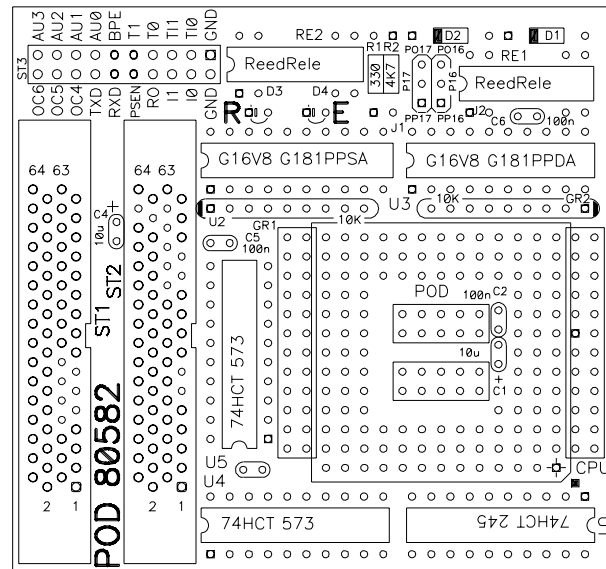 AU3 AU2 AU1 AU0 BPE T1 T0 TI1 TI0 GND
ST3
OC6 OC5 OC4 TXD RXD PSEN RO I1 I0 GND
RE2
ReedRele
D3 D4
R E
R1 R2
330 4K7
PO17 PO16
P17 P16
PP17 PP16
D2 D1
RE1
ReedRele
J2
C6 100n
J1
64 63
64 63
G16V8 G181PPSA
G16V8 G181PPDA
C4
10u
+
U2
10K
U3
10K
GR2
GR1
C5
100n
POD
C2
100n
10u
+
C1
ST1
ST2
74HCT 573
POD 80582
U5
U4
CPU
2 1
2 1
74HCT 573
74HCT 245